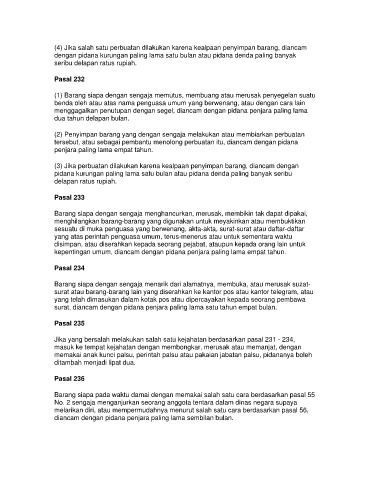 (4) Jika salah satu perbuatan dilakukan karena kealpaan penyimpan barang, diancam
dengan pidana kurungan paling lama satu bulan atau pidana denda paling banyak
seribu delapan ratus rupiah.
Pasal 232
(1) Barang siapa dengan sengaja memutus, membuang atau merusak penyegelan suatu
benda oleh atau atas nama penguasa umum yang berwenang, atau dengan cara lain
menggagalkan penutupan dengan segel, diancam dengan pidana penjara paling lama
dua tahun delapan bulan.
(2) Penyimpan barang yang dengan sengaja melakukan atau membiarkan perbuatan
tersebut, atau sebagai pembantu menolong perbuatan itu, diancam dengan pidana
penjara paling lama empat tahun.
(3) Jika perbuatan dilakukan karena kealpaan penyimpan barang, diancam dengan
pidana kurungan paling lama satu bulan atau pidana denda paling banyak seribu
delapan ratus rupiah.
Pasal 233
Barang siapa dengan sengaja menghancurkan, merusak, membikin tak dapat dipakai,
menghilangkan barang-barang yang digunakan untuk meyakinkan atau membuktikan
sesuatu di muka penguasa yang berwenang, akta-akta, surat-surat atau daftar-daftar
yang atas perintah penguasa umum, terus-menerus atau untuk sementara waktu
disimpan, atau diserahkan kepada seorang pejabat, ataupun kepada orang lain untuk
kepentingan umum, diancam dengan pidana penjara paling lama empat tahun.
Pasal 234
Barang siapa dengan sengaja menarik dari alamatnya, membuka, atau merusak suzat-
surat atau barang-barang lain yang diserahkan ke kantor pos atau kantor telegram, atau
yang telah dimasukan dalam kotak pos atau dipercayakan kepada seorang pembawa
surat, diancam dengan pidana penjara paling lama satu tahun empat bulan.
Pasal 235
Jika yang bersalah melakukan salah satu kejahatan berdasarkan pasal 231 - 234,
masuk ke tempat kejahatan dengan membongkar, merusak atau memanjat, dengan
memakai anak kunci palsu, perintah palsu atau pakaian jabatan palsu, pidananya boleh
ditambah menjadi lipat dua.
Pasal 236
Barang siapa pada waktu damai dengan memakai salah satu cara berdasarkan pasal 55
No. 2 sengaja menganjurkan seorang anggota tentara dalam dinas negara supaya
melarikan diri, atau mempermudahnya menurut salah satu cara berdasarkan pasal 56,
diancam dengan pidana penjara paling lama sembilan bulan.